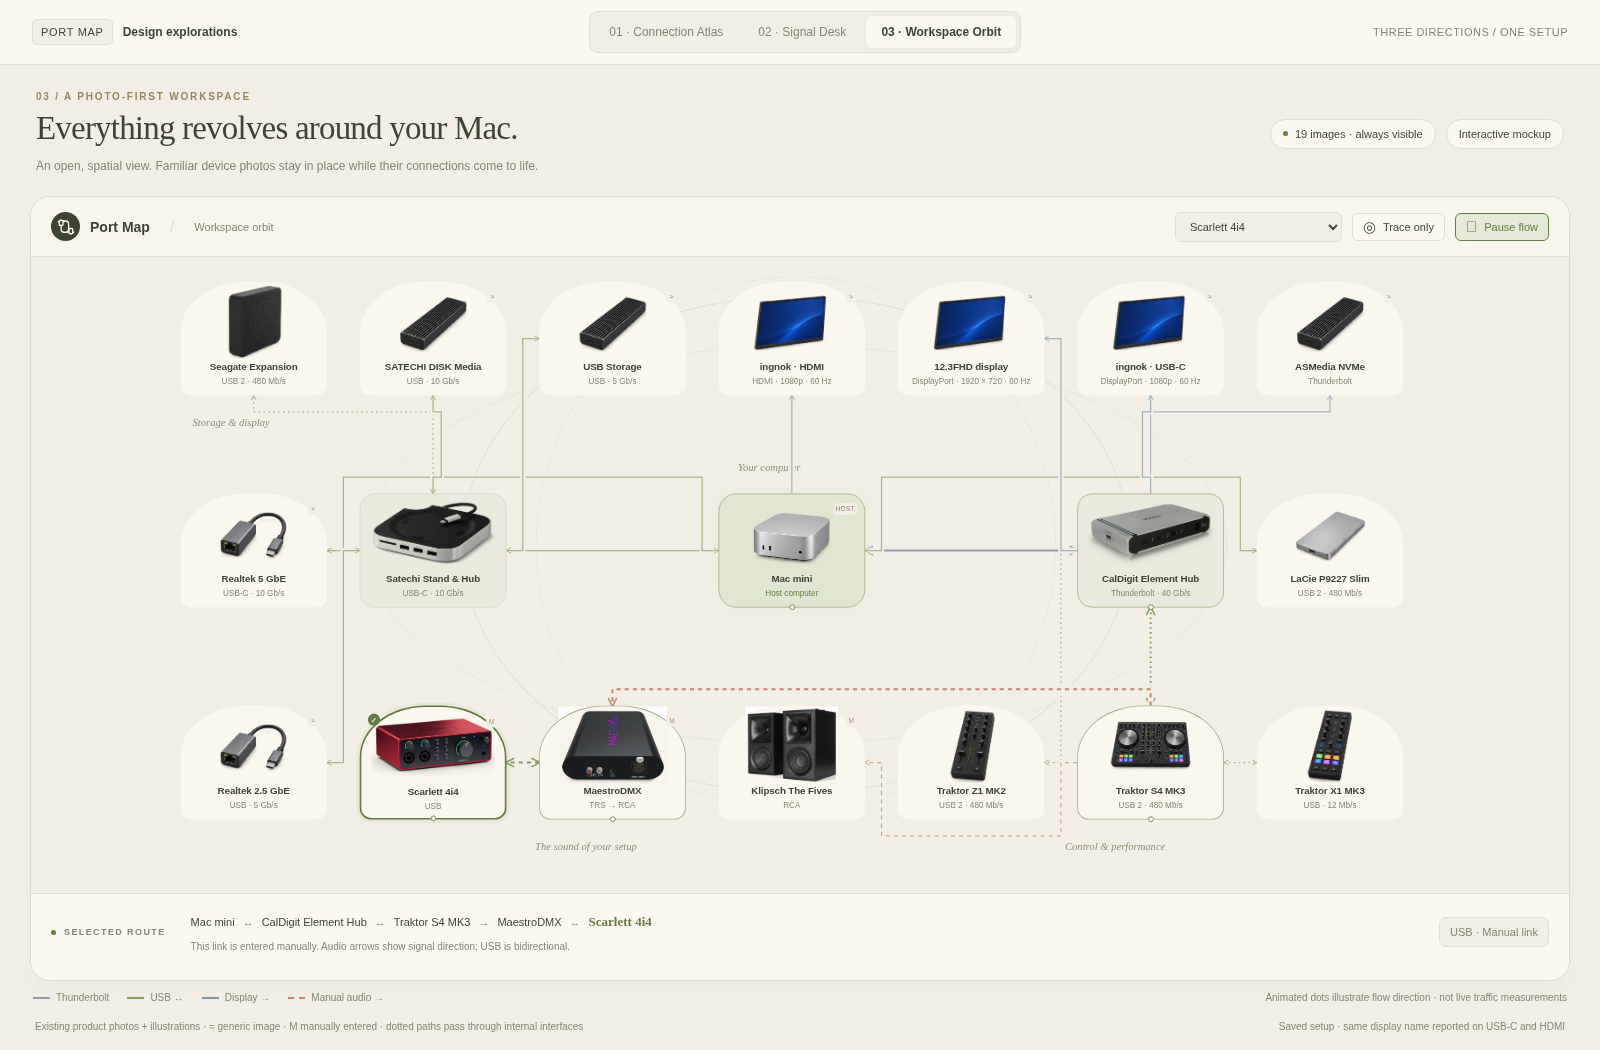 PORT MAP Design explorations
01 · Connection Atlas
02 · Signal Desk
03 · Workspace Orbit
THREE DIRECTIONS / ONE SETUP
03 / A PHOTO-FIRST WORKSPACE
Everything revolves around your Mac.
An open, spatial view. Familiar device photos stay in place while their connections come to life.
19 images · always visible
Interactive mockup
Port Map / Workspace orbit
Scarlett 4i4
Trace only
Pause flow
Seagate Expansion
USB 2 · 480 Mb/s
≈
SATECHI DISK Media
USB · 10 Gb/s
≈
USB Storage
USB · 5 Gb/s
≈
ingnok · HDMI
HDMI · 1080p · 60 Hz
≈
12.3FHD display
DisplayPort · 1920 × 720 · 60 Hz
≈
ingnok · USB-C
DisplayPort · 1080p · 60 Hz
≈
ASMedia NVMe
Thunderbolt
Storage & display
Your computer
≈
Realtek 5 GbE
USB-C · 10 Gb/s
Satechi Stand & Hub
USB-C · 10 Gb/s
HOST
Mac mini
Host computer
CalDigit Element Hub
Thunderbolt · 40 Gb/s
LaCie P9227 Slim
USB 2 · 480 Mb/s
≈
Realtek 2.5 GbE
USB · 5 Gb/s
M
Scarlett 4i4
USB
M
MaestroDMX
TRS → RCA
M
Klipsch The Fives
RCA
Traktor Z1 MK2
USB 2 · 480 Mb/s
Traktor S4 MK3
USB 2 · 480 Mb/s
Traktor X1 MK3
USB · 12 Mb/s
The sound of your setup
Control & performance
SELECTED ROUTE
Mac mini ↔ CalDigit Element Hub ↔ Traktor S4 MK3 → MaestroDMX ↔ Scarlett 4i4
This link is entered manually. Audio arrows show signal direction; USB is bidirectional.
USB · Manual link
Thunderbolt
USB ↔
Display →
Manual audio →
Animated dots illustrate flow direction · not live traffic measurements
Existing product photos + illustrations · ≈ generic image · M manually entered · dotted paths pass through internal interfaces
Saved setup · same display name reported on USB-C and HDMI